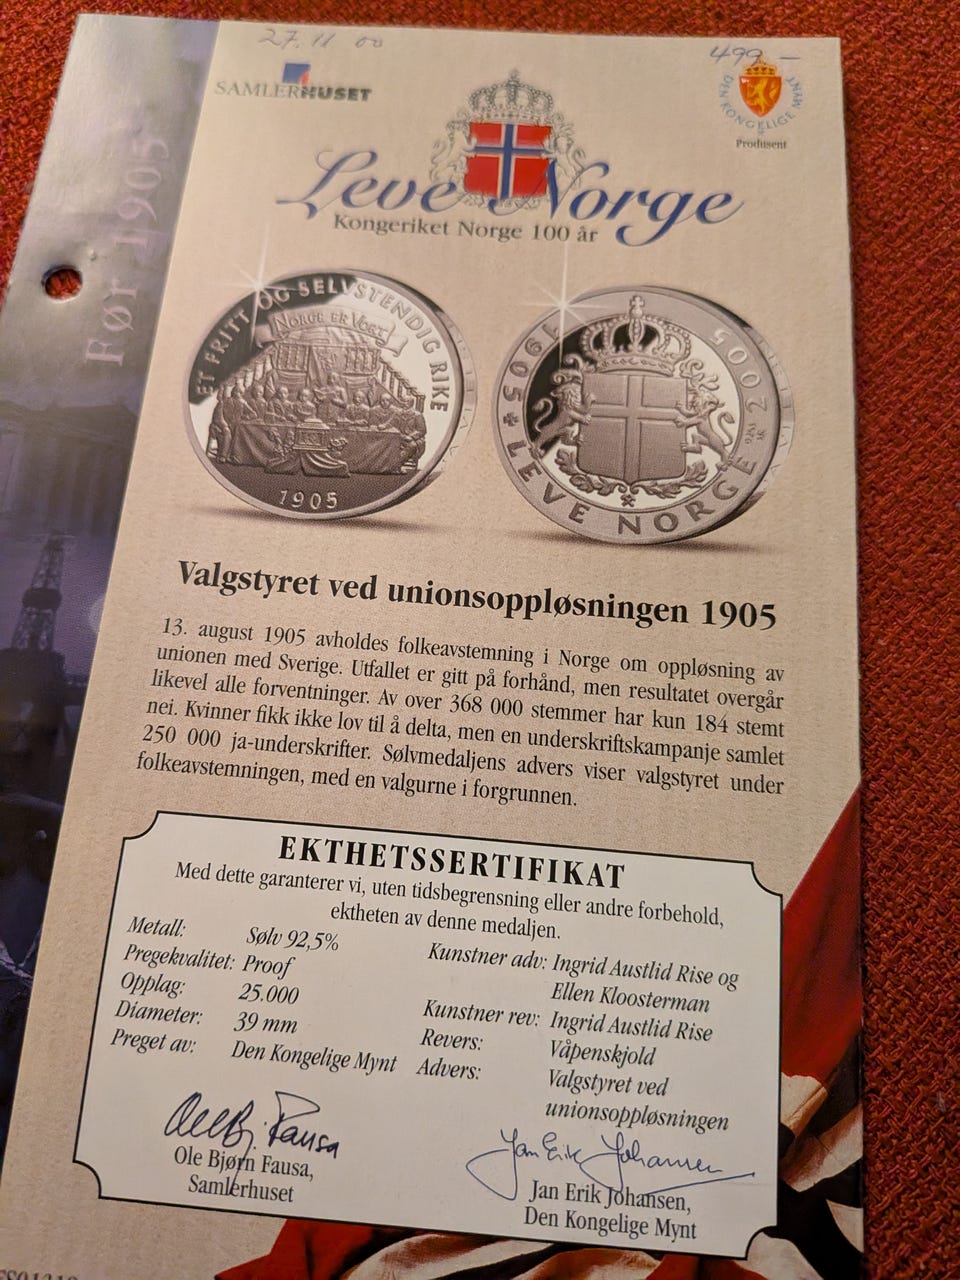 27.11 00
499,-
SAMLERHUSET
DEN KONGELIGE MYNT
Produsent
Før 1905
Leve Norge
Kongeriket Norge 100 år
ET FRITT OG SELVSTENDIG RIKE
NORGE ER VORT
1905
1905 2005
LEVE NORGE
925S
Valgstyret ved unionsoppløsningen 1905
13. august 1905 avholdes folkeavstemning i Norge om oppløsning av
unionen med Sverige. Utfallet er gitt på forhånd, men resultatet overgår
likevel alle forventninger. Av over 368 000 stemmer har kun 184 stemt
nei. Kvinner fikk ikke lov til å delta, men en underskriftskampanje samlet
250 000 ja-underskrifter. Sølvmedaljens advers viser valgstyret under
folkeavstemningen, med en valgurne i forgrunnen.
EKTHETSSERTIFIKAT
Med dette garanterer vi, uten tidsbegrensning eller andre forbehold,
ektheten av denne medaljen.
Metall: Sølv 92,5%
Pregekvalitet: Proof
Opplag: 25.000
Diameter: 39 mm
Preget av: Den Kongelige Mynt
Kunstner adv: Ingrid Austlid Rise og
Ellen Kloosterman
Kunstner rev: Ingrid Austlid Rise
Revers: Våpenskjold
Advers: Valgstyret ved
unionsoppløsningen
Ole Bj. Fausa
Ole Bjørn Fausa,
Samlerhuset
Jan Erik Johansen
Jan Erik Johansen,
Den Kongelige Mynt